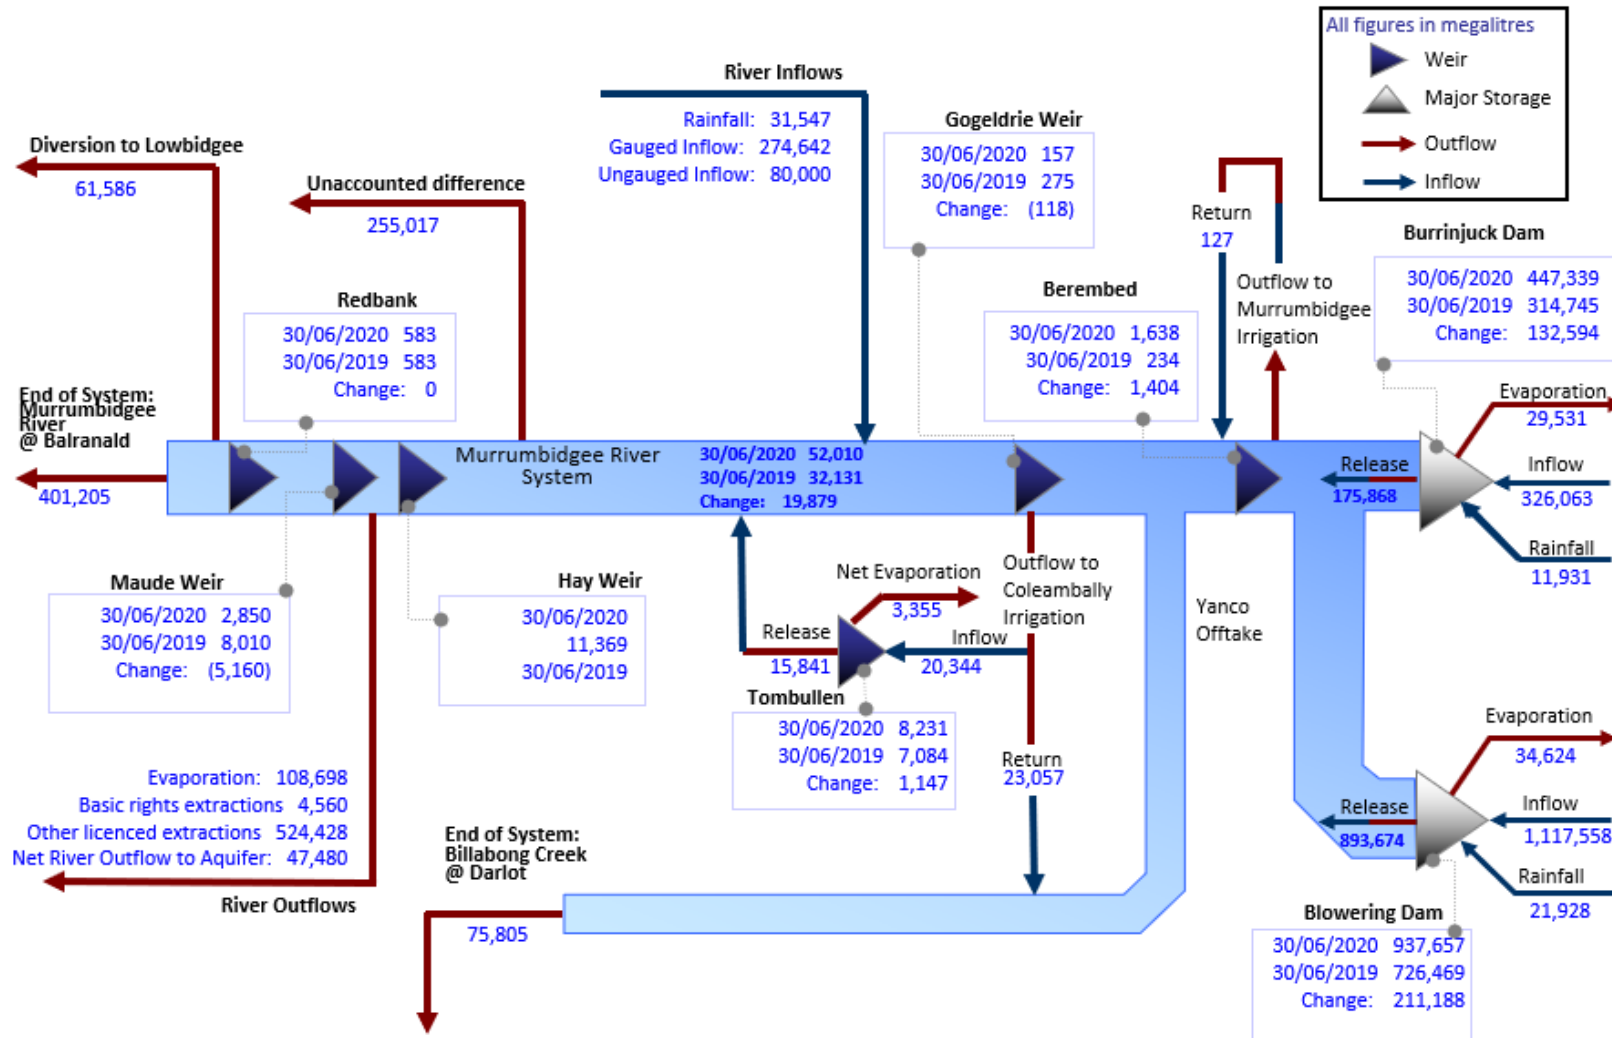 All figures in megalitres
Weir
Major Storage
Outflow
Inflow
River Inflows
Rainfall: 31,547
Gauged Inflow: 274,642
Ungauged Inflow: 80,000
Gogeldrie Weir
30/06/2020 157
30/06/2019 275
Change: (118)
Diversion to Lowbidgee
61,586
Unaccounted difference
255,017
Return
127
Outflow to
Murrumbidgee
Irrigation
Burrinjuck Dam
30/06/2020 447,339
30/06/2019 314,745
Change: 132,594
Redbank
30/06/2020 583
30/06/2019 583
Change: 0
Berembed
30/06/2020 1,638
30/06/2019 234
Change: 1,404
End of System:
Murrumbidgee
River
@ Balranald
401,205
Murrumbidgee River
System
30/06/2020 52,010
30/06/2019 32,131
Change: 19,879
Release
175,868
Evaporation
29,531
Inflow
326,063
Rainfall
11,931
Maude Weir
30/06/2020 2,850
30/06/2019 8,010
Change: (5,160)
Hay Weir
30/06/2020
11,369
30/06/2019
Net Evaporation
3,355
Release
15,841
Inflow
20,344
Outflow to
Coleambally
Irrigation
Yanco
Offtake
Tombullen
30/06/2020 8,231
30/06/2019 7,084
Change: 1,147
Return
23,057
Evaporation
34,624
Release
893,674
Inflow
1,117,558
Rainfall
21,928
Evaporation: 108,698
Basic rights extractions 4,560
Other licenced extractions 524,428
Net River Outflow to Aquifer: 47,480
River Outflows
End of System:
Billabong Creek
@ Darlot
75,805
Blowering Dam
30/06/2020 937,657
30/06/2019 726,469
Change: 211,188